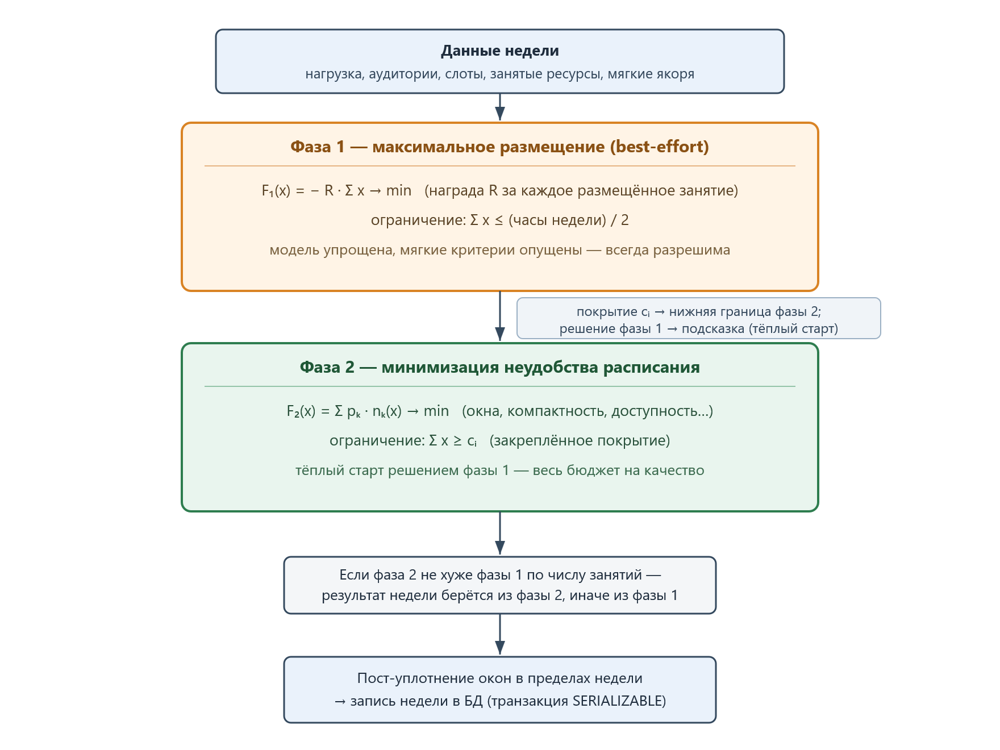 Данные недели
нагрузка, аудитории, слоты, занятые ресурсы, мягкие якоря
Фаза 1 — максимальное размещение (best-effort)
F₁(x) = − R · Σ x → min (награда R за каждое размещённое занятие)
ограничение: Σ x ≤ (часы недели) / 2
модель упрощена, мягкие критерии опущены — всегда разрешима
покрытие cᵢ → нижняя граница фазы 2;
решение фазы 1 → подсказка (тёплый старт)
Фаза 2 — минимизация неудобства расписания
F₂(x) = Σ pₖ · nₖ(x) → min (окна, компактность, доступность…)
ограничение: Σ x ≥ cᵢ (закреплённое покрытие)
тёплый старт решением фазы 1 — весь бюджет на качество
Если фаза 2 не хуже фазы 1 по числу занятий —
результат недели берётся из фазы 2, иначе из фазы 1
Пост-уплотнение окон в пределах недели
→ запись недели в БД (транзакция SERIALIZABLE)